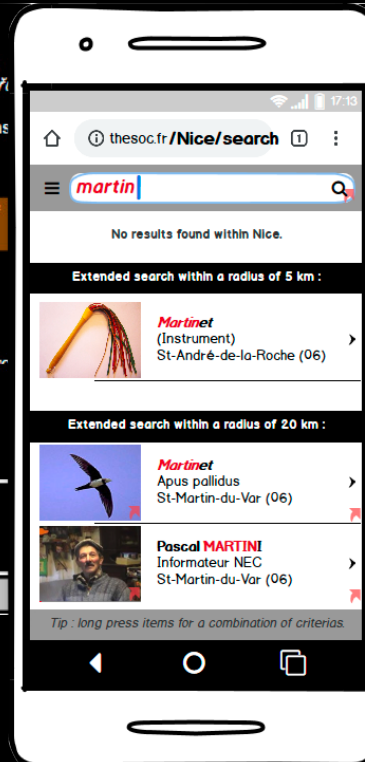 17:13
thesoc.fr/Nice/search 1
martin
No results found within Nice.
Extended search within a radius of 5 km :
Martinet
(Instrument)
St-André-de-la-Roche (06)
Extended search within a radius of 20 km :
Martinet
Apus pallidus
St-Martin-du-Var (06)
Pascal MARTINI
Informateur NEC
St-Martin-du-Var (06)
Tip : long press items for a combination of criterias.